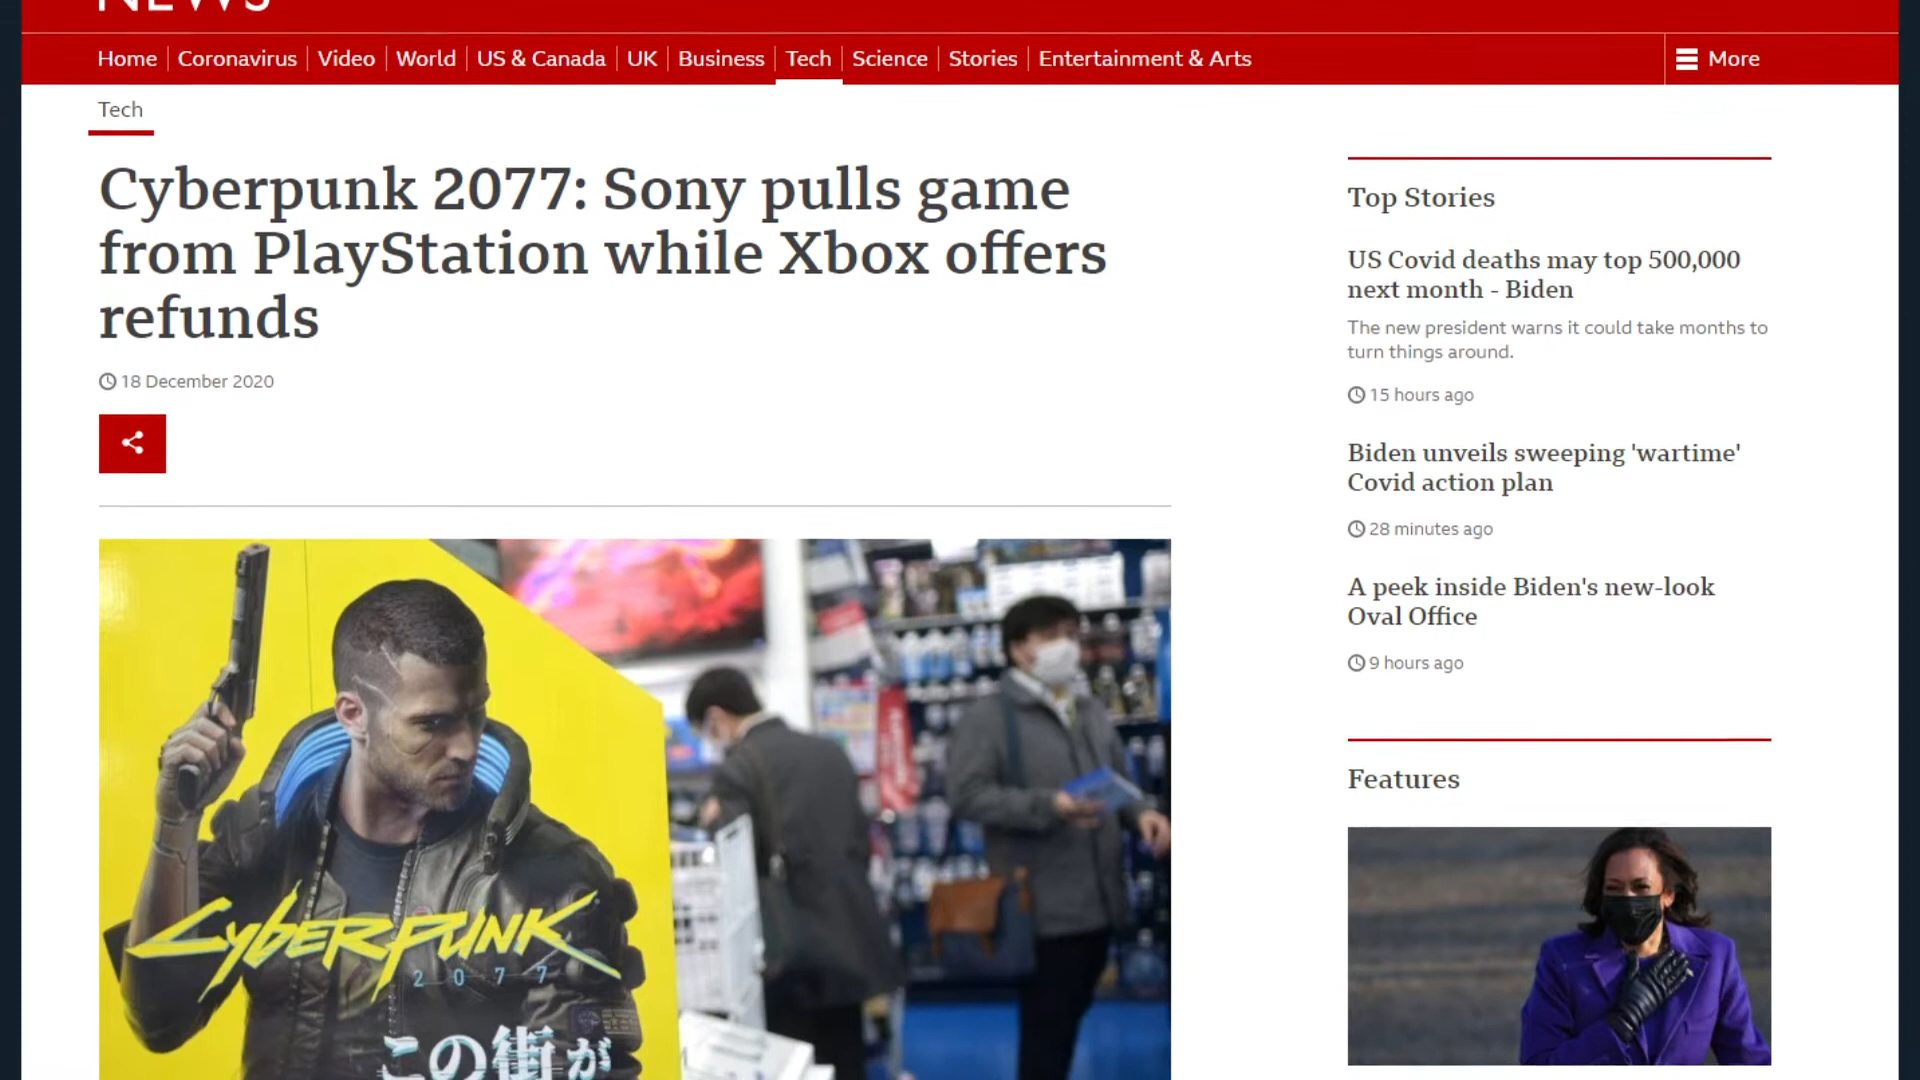 NEWS
Home
Coronavirus
Video
World
US & Canada
UK
Business
Tech
Science
Stories
Entertainment & Arts
More
Tech
Cyberpunk 2077: Sony pulls game
from PlayStation while Xbox offers
refunds
18 December 2020
CYBERPUNK
2077
この街が
Top Stories
US Covid deaths may top 500,000
next month - Biden
The new president warns it could take months to
turn things around.
15 hours ago
Biden unveils sweeping 'wartime'
Covid action plan
28 minutes ago
A peek inside Biden's new-look
Oval Office
9 hours ago
Features